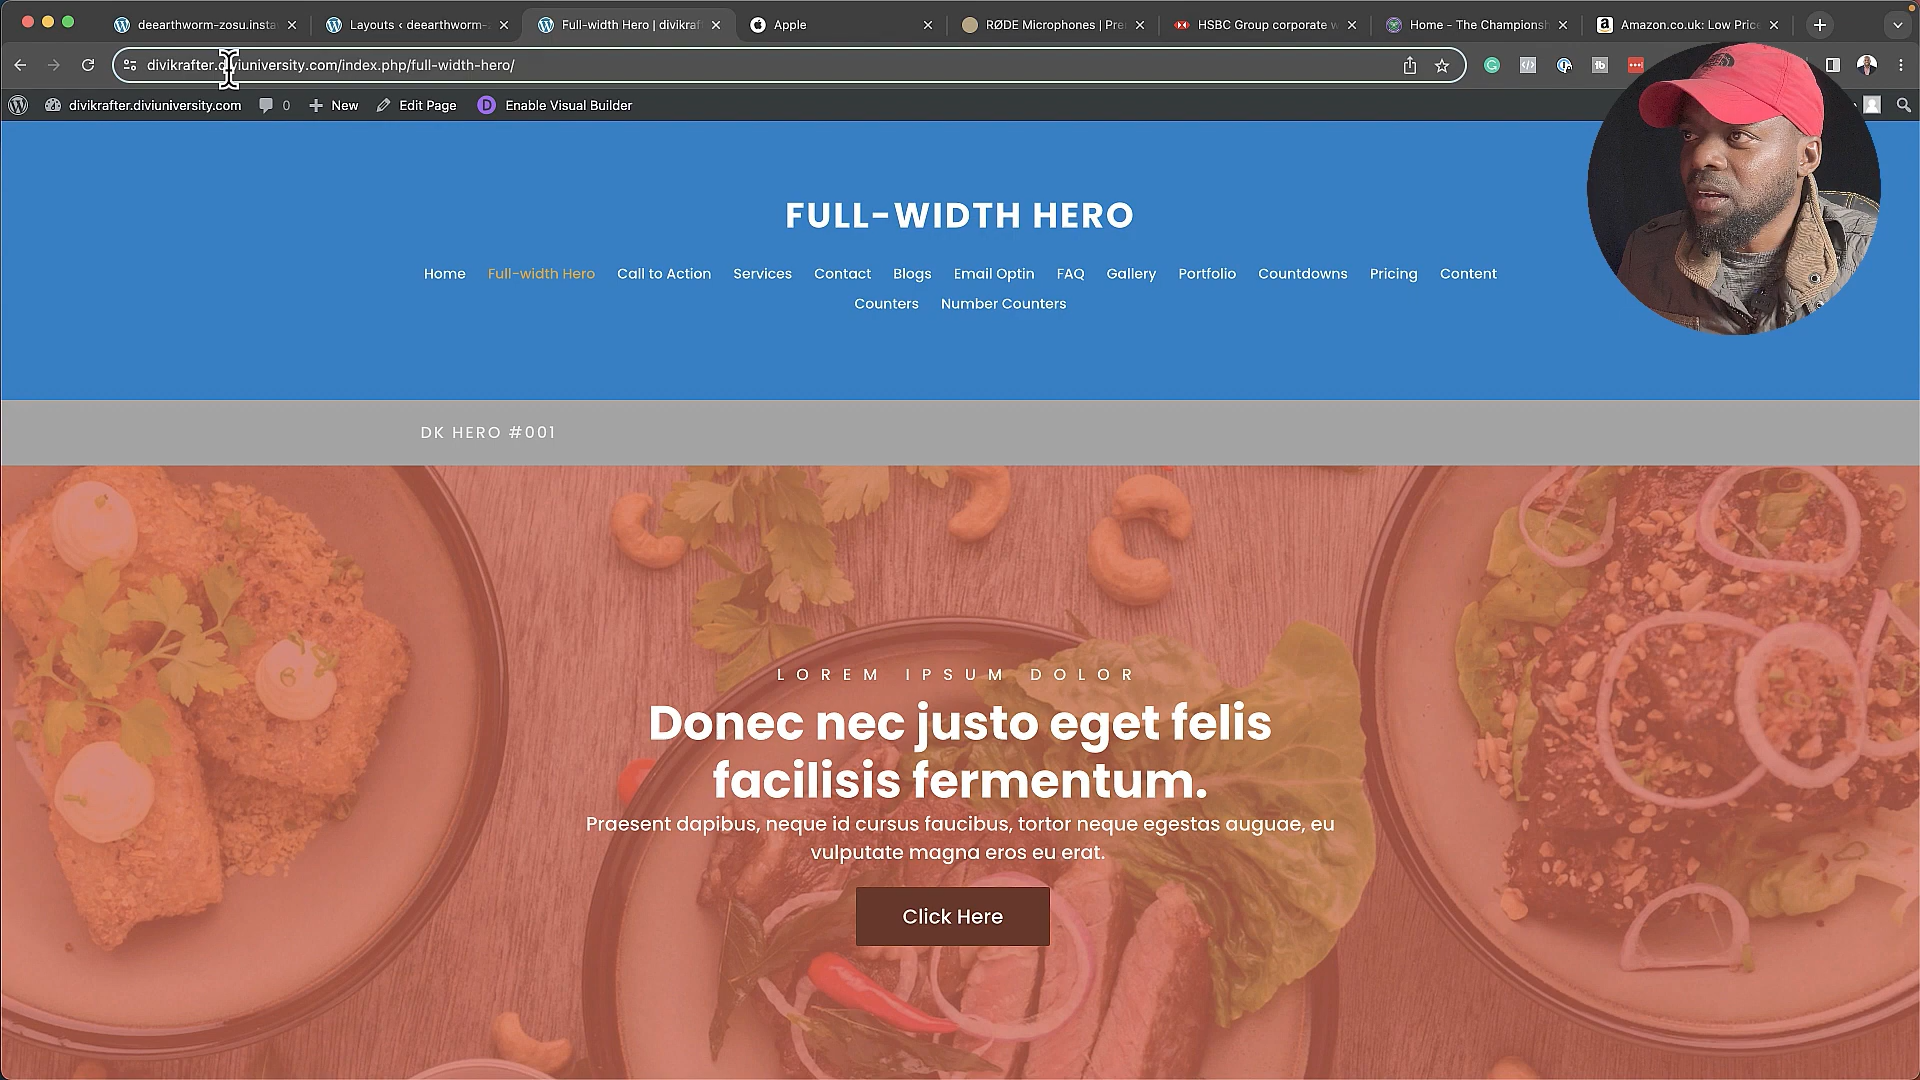 deearthworm-zosu.insta
Layouts ‹ deearthworm-
Full-width Hero | divikraf
Apple
RØDE Microphones | Pre
HSBC Group corporate w
Home - The Championsh
Amazon.co.uk: Low Price
divikrafter.diviuniversity.com/index.php/full-width-hero/
divikrafter.diviuniversity.com
0
New
Edit Page
D
Enable Visual Builder
FULL-WIDTH HERO
Home Full-width Hero Call to Action Services Contact Blogs Email Optin FAQ Gallery Portfolio Countdowns Pricing Content
Counters Number Counters
DK HERO #001
LOREM IPSUM DOLOR
Donec nec justo eget felis
facilisis fermentum.
Praesent dapibus, neque id cursus faucibus, tortor neque egestas auguae, eu
vulputate magna eros eu erat.
Click Here